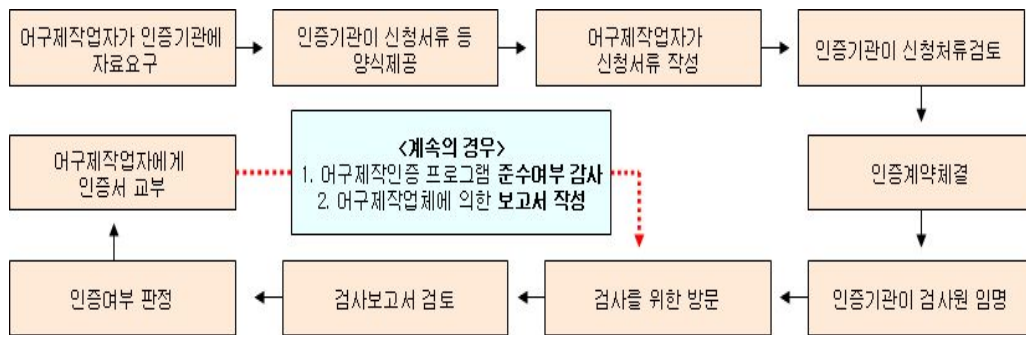 어구제작업자가 인증기관에
자료요구
인증기관이 신청서류 등
양식제공
어구제작업자가
신청서류 작성
인증기관이 신청처류검토
어구제작업자에게
인증서 교부
<계속의 경우>
1. 어구제작인증 프로그램 준수여부 감사
2. 어구제작업체에 의한 보고서 작성
인증계약체결
인증여부 판정
검사보고서 검토
검사를 위한 방문
인증기관이 검사원 임명